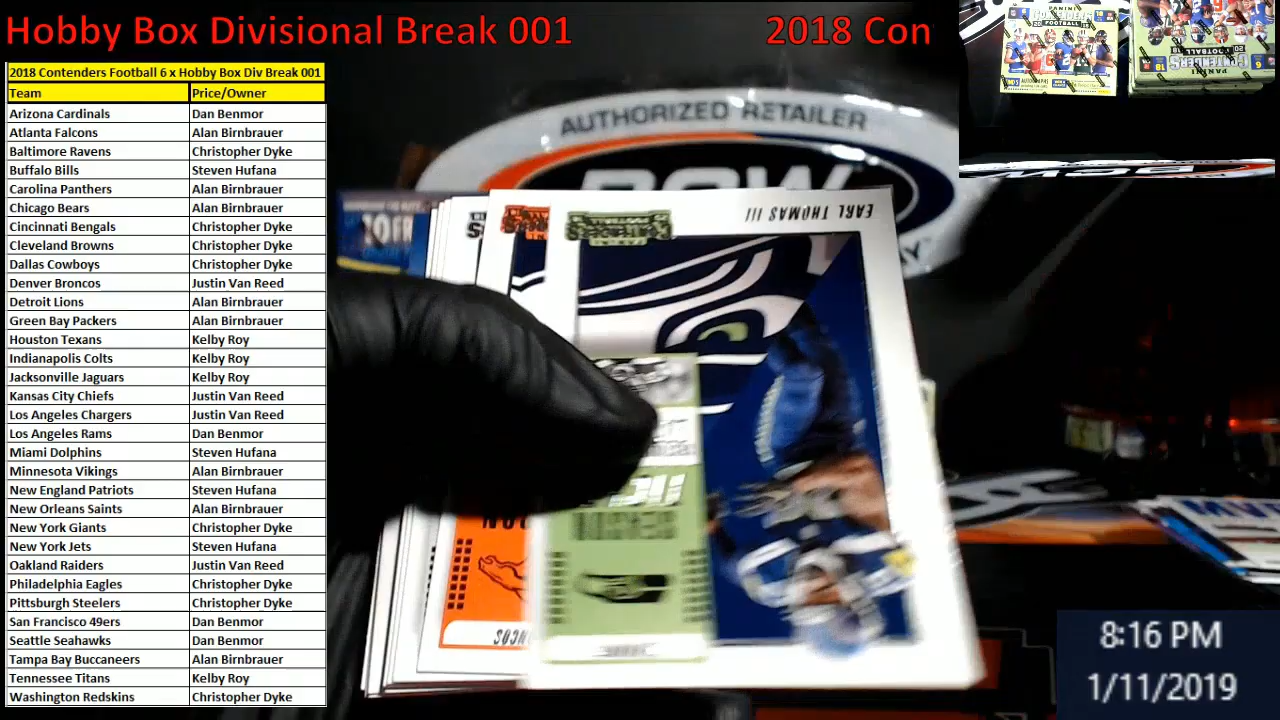 Hobby Box Divisional Break 001
2018 Con
2018 Contenders Football 6 x Hobby Box Div Break 001
Team Price/Owner
Arizona Cardinals Dan Benmor
Atlanta Falcons Alan Birnbrauer
Baltimore Ravens Christopher Dyke
Buffalo Bills Steven Hufana
Carolina Panthers Alan Birnbrauer
Chicago Bears Alan Birnbrauer
Cincinnati Bengals Christopher Dyke
Cleveland Browns Christopher Dyke
Dallas Cowboys Christopher Dyke
Denver Broncos Justin Van Reed
Detroit Lions Alan Birnbrauer
Green Bay Packers Alan Birnbrauer
Houston Texans Kelby Roy
Indianapolis Colts Kelby Roy
Jacksonville Jaguars Kelby Roy
Kansas City Chiefs Justin Van Reed
Los Angeles Chargers Justin Van Reed
Los Angeles Rams Dan Benmor
Miami Dolphins Steven Hufana
Minnesota Vikings Alan Birnbrauer
New England Patriots Steven Hufana
New Orleans Saints Alan Birnbrauer
New York Giants Christopher Dyke
New York Jets Steven Hufana
Oakland Raiders Justin Van Reed
Philadelphia Eagles Christopher Dyke
Pittsburgh Steelers Christopher Dyke
San Francisco 49ers Dan Benmor
Seattle Seahawks Dan Benmor
Tampa Bay Buccaneers Alan Birnbrauer
Tennessee Titans Kelby Roy
Washington Redskins Christopher Dyke
AUTHORIZED RETAILER
EARL THOMAS III
PANINI
CONTENDERS
FOOTBALL
8:16 PM
1/11/2019